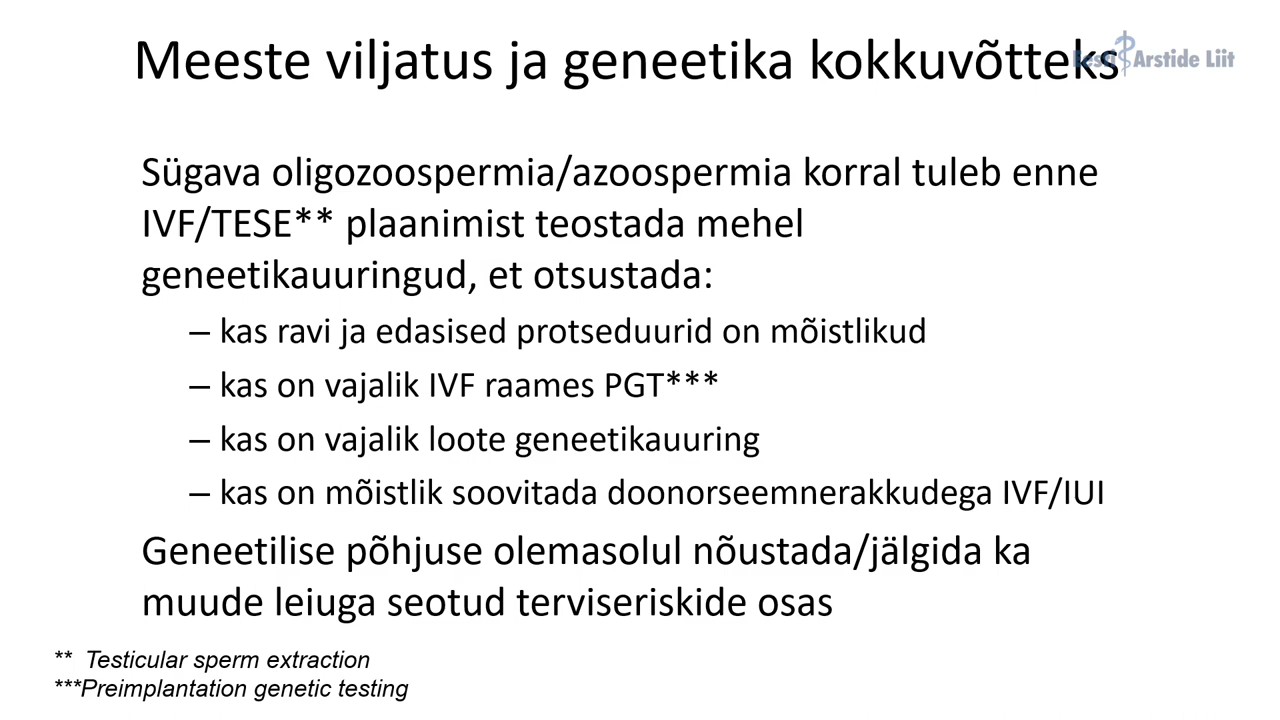 Meeste viljatus ja geneetika kokkuvõtteks
Eesti Arstide Liit
Sügava oligozoospermia/azoospermia korral tuleb enne
IVF/TESE** plaanimist teostada mehel
geneetikauuringud, et otsustada:
– kas ravi ja edasised protseduurid on mõistlikud
– kas on vajalik IVF raames PGT***
– kas on vajalik loote geneetikauuring
– kas on mõistlik soovitada doonorseemnerakkudega IVF/IUI
Geneetilise põhjuse olemasolul nõustada/jälgida ka
muude leiuga seotud terviseriskide osas
** Testicular sperm extraction
***Preimplantation genetic testing